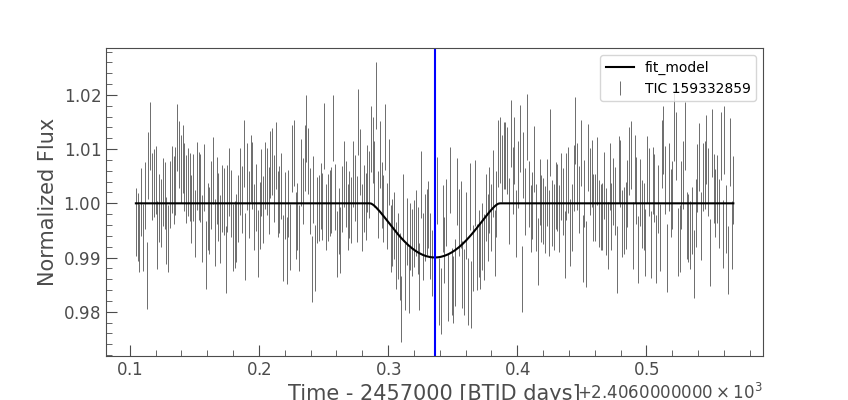 fit_model
TIC 159332859
Normalized Flux
1.02
1.01
1.00
0.99
0.98
0.1
0.2
0.3
0.4
0.5
Time - 2457000 [BTJD days]
+2.4060000000 × 10³